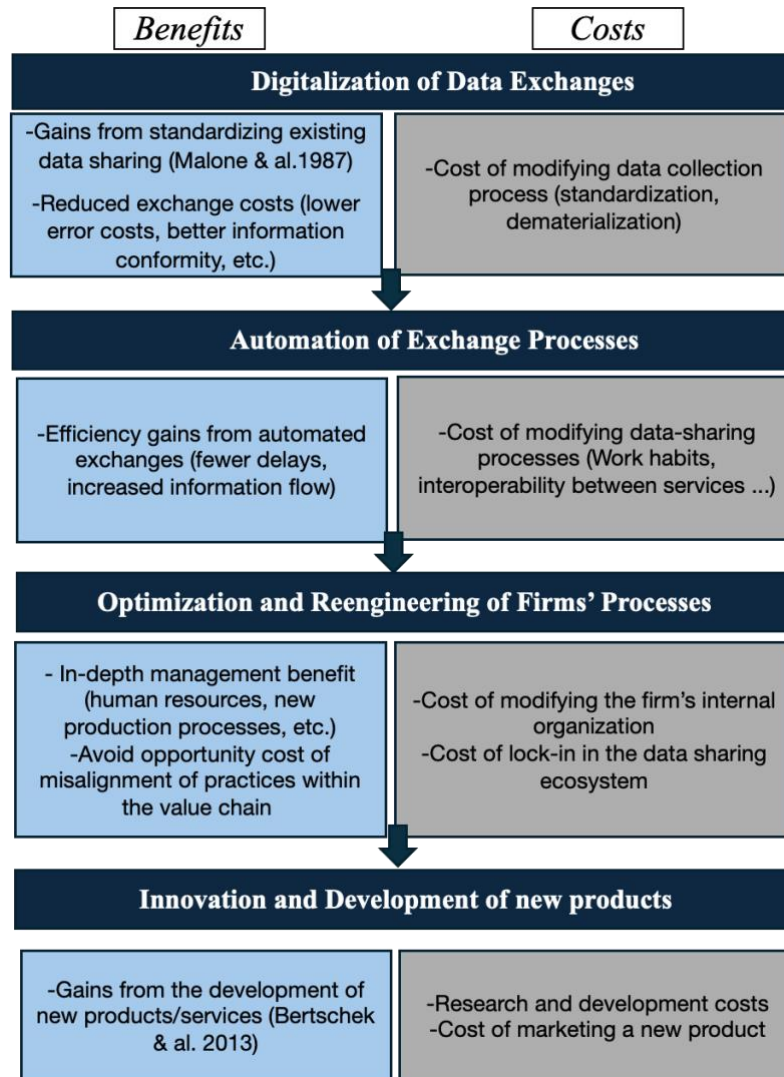 Benefits
Costs
Digitalization of Data Exchanges
-Gains from standardizing existing
data sharing (Malone & al.1987)
-Reduced exchange costs (lower
error costs, better information
conformity, etc.)
-Cost of modifying data collection
process (standardization,
dematerialization)
Automation of Exchange Processes
-Efficiency gains from automated
exchanges (fewer delays,
increased information flow)
-Cost of modifying data-sharing
processes (Work habits,
interoperability between services ...)
Optimization and Reengineering of Firms' Processes
- In-depth management benefit
(human resources, new
production processes, etc.)
-Avoid opportunity cost of
misalignment of practices within
the value chain
-Cost of modifying the firm's internal
organization
-Cost of lock-in in the data sharing
ecosystem
Innovation and Development of new products
-Gains from the development of
new products/services (Bertschek
& al. 2013)
-Research and development costs
-Cost of marketing a new product